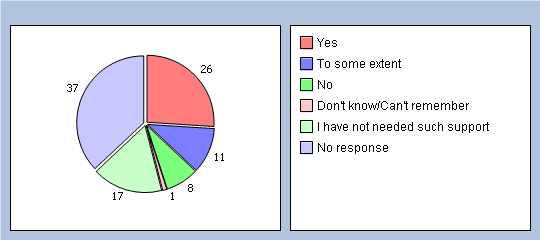 26
11
8
1
17
37
Yes
To some extent
No
Don't know/Can't remember
I have not needed such support
No response